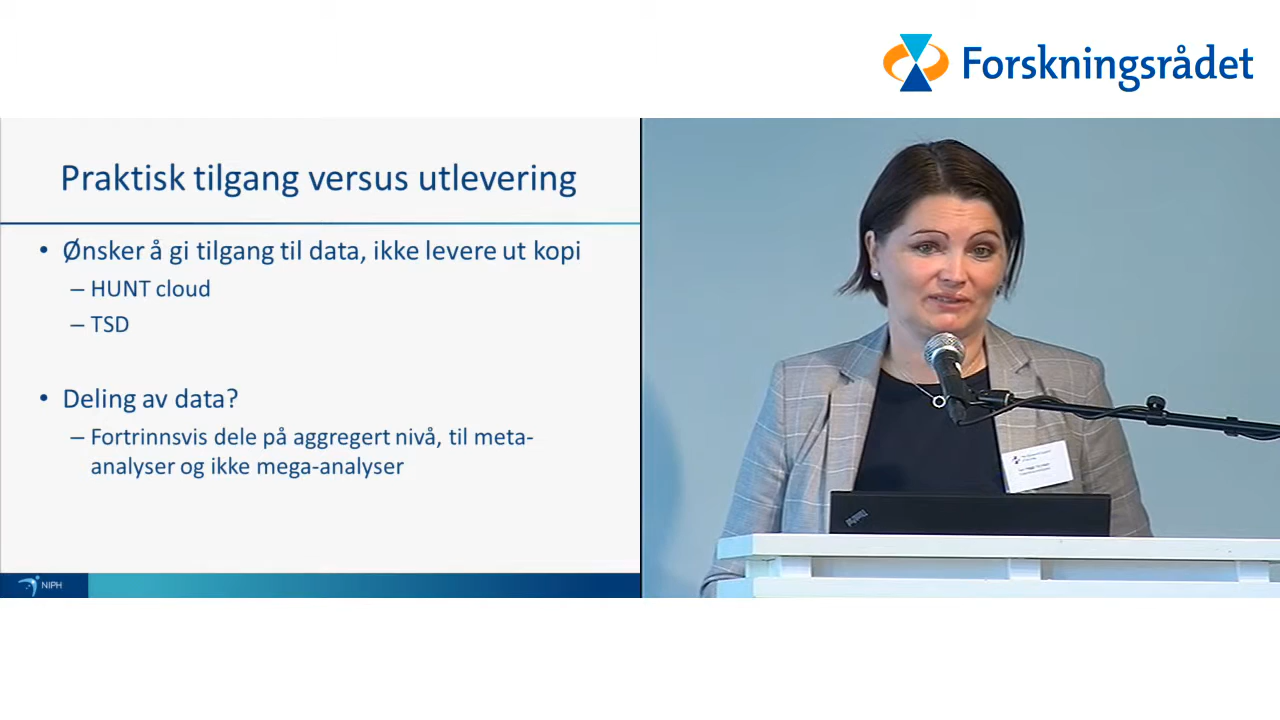 Forskningsrådet
Praktisk tilgang versus utlevering
• Ønsker å gi tilgang til data, ikke levere ut kopi
– HUNT cloud
– TSD
• Deling av data?
– Fortrinnsvis dele på aggregert nivå, til meta-
analyser og ikke mega-analyser
NIPH
ThinkPad